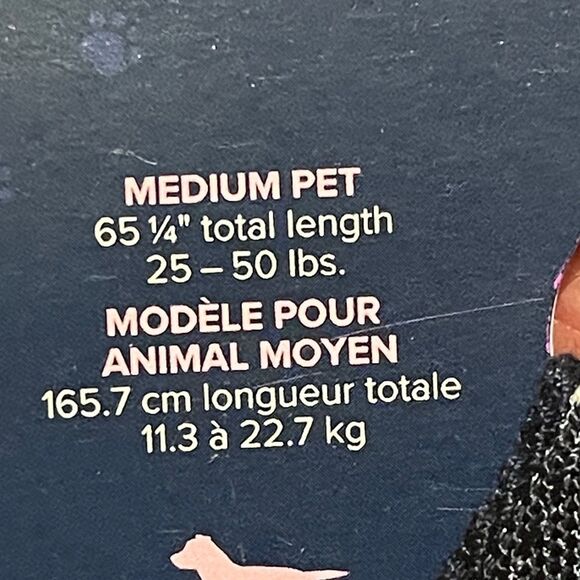 MEDIUM PET
65 ¼" total length
25 – 50 lbs.
MODÈLE POUR
ANIMAL MOYEN
165.7 cm longueur totale
11.3 à 22.7 kg